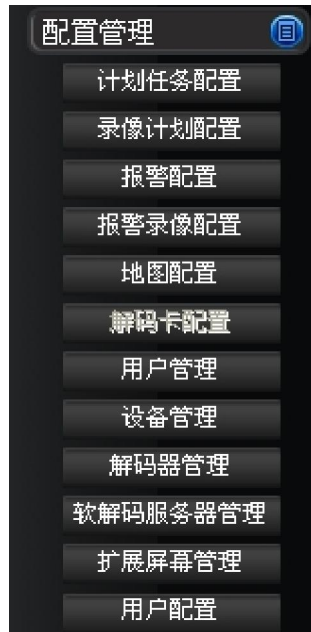 配置管理
计划任务配置
录像计划配置
报警配置
报警录像配置
地图配置
解码卡配置
用户管理
设备管理
解码器管理
软解码服务器管理
扩展屏幕管理
用户配置